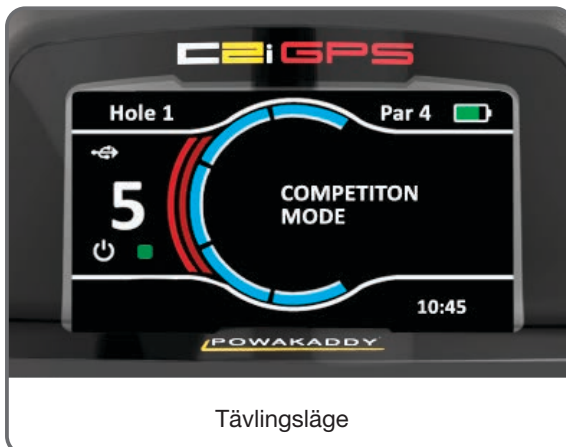 C2i GPS
Hole 1
Par 4
5
COMPETITON
MODE
10:45
POWAKADDY
Tävlingsläge